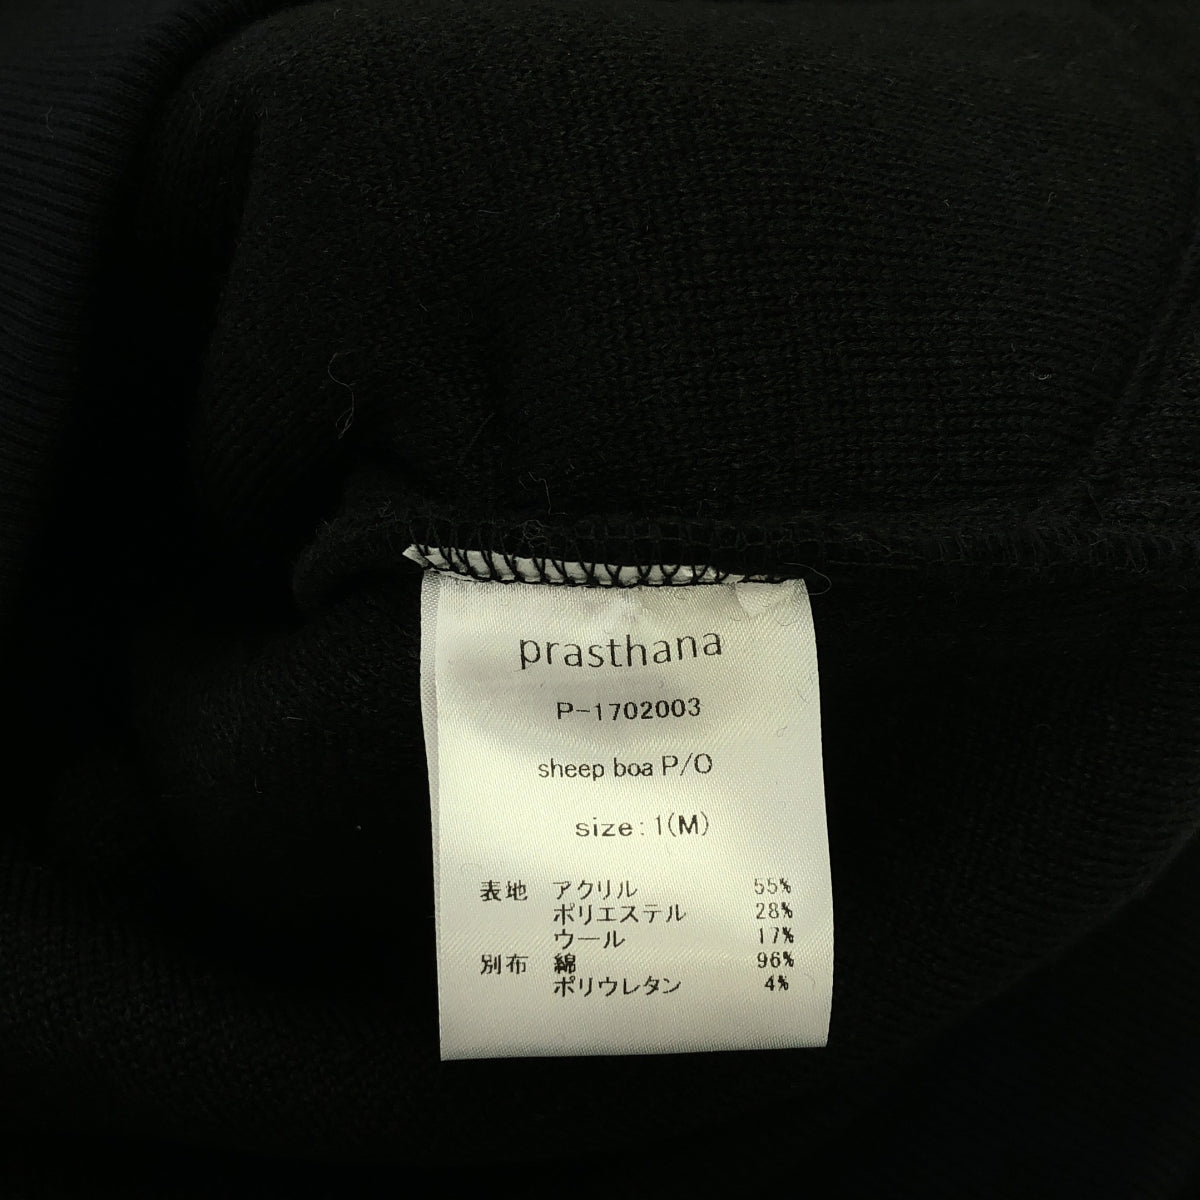 prasthana
P-1702003
sheep boa P/O
size:1(M)
表地 アクリル 55%
ポリエステル 28%
ウール 17%
別布 綿 96%
ポリウレタン 4%